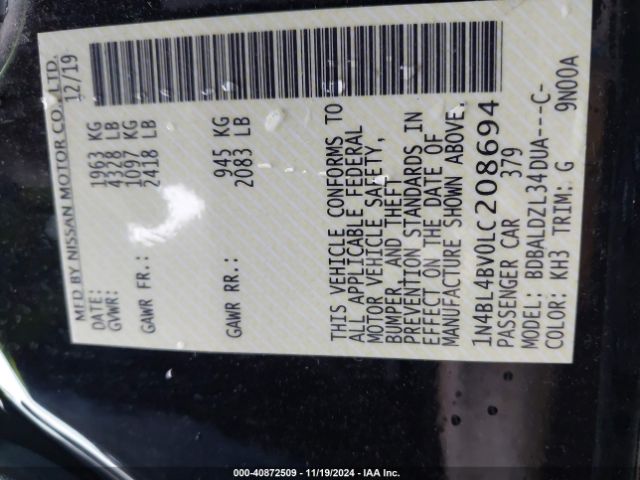 MFD BY NISSAN MOTOR CO., LTD.
DATE: 12/19
GVWR: 1963 KG
4328 LB
GAWR FR.: 1097 KG
2418 LB
GAWR RR.: 945 KG
2083 LB
THIS VEHICLE CONFORMS TO
ALL APPLICABLE FEDERAL
MOTOR VEHICLE SAFETY,
BUMPER, AND THEFT
PREVENTION STANDARDS IN
EFFECT ON THE DATE OF
MANUFACTURE SHOWN ABOVE.
1N4BL4BV0LC208694
PASSENGER CAR 379
MODEL: BDBALDZL34DUA---C-
COLOR: KH3 TRIM: G 9N00A
000-40872509 - 11/19/2024 - IAA Inc.